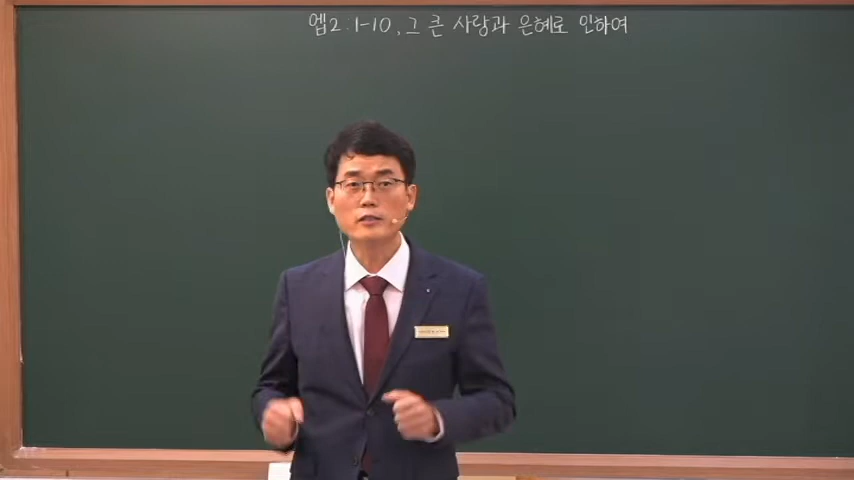 엡2:1-10, 그 큰 사랑과 은혜로 인하여